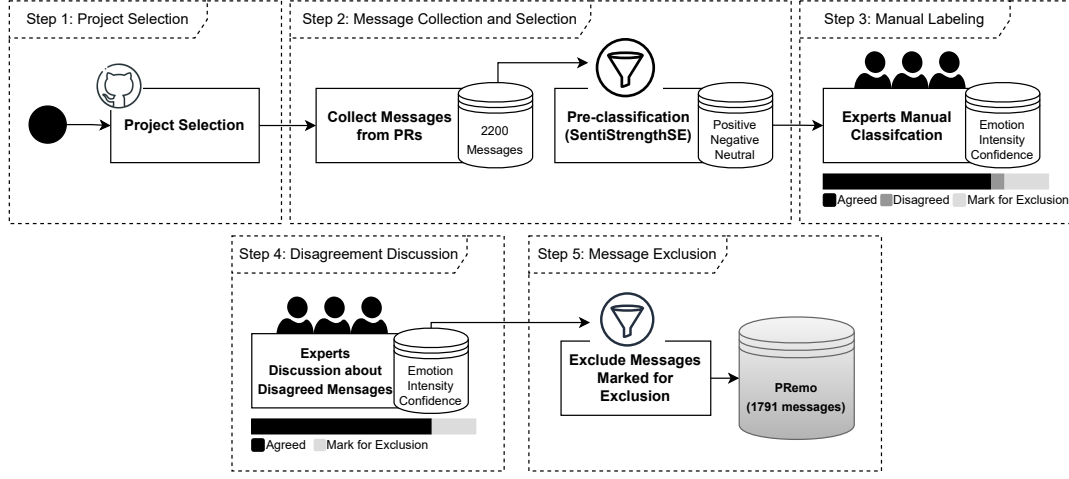 Step 1: Project Selection
Project Selection
Step 2: Message Collection and Selection
Collect Messages
from PRs
2200
Messages
Pre-classification
(SentiStrengthSE)
Positive
Negative
Neutral
Step 3: Manual Labeling
Experts Manual
Classifcation
Emotion
Intensity
Confidence
Agreed Disagreed Mark for Exclusion
Step 4: Disagreement Discussion
Experts
Discussion about
Disagreed Mensages
Emotion
Intensity
Confidence
Agreed Mark for Exclusion
Step 5: Message Exclusion
Exclude Messages
Marked for
Exclusion
PRemo
(1791 messages)